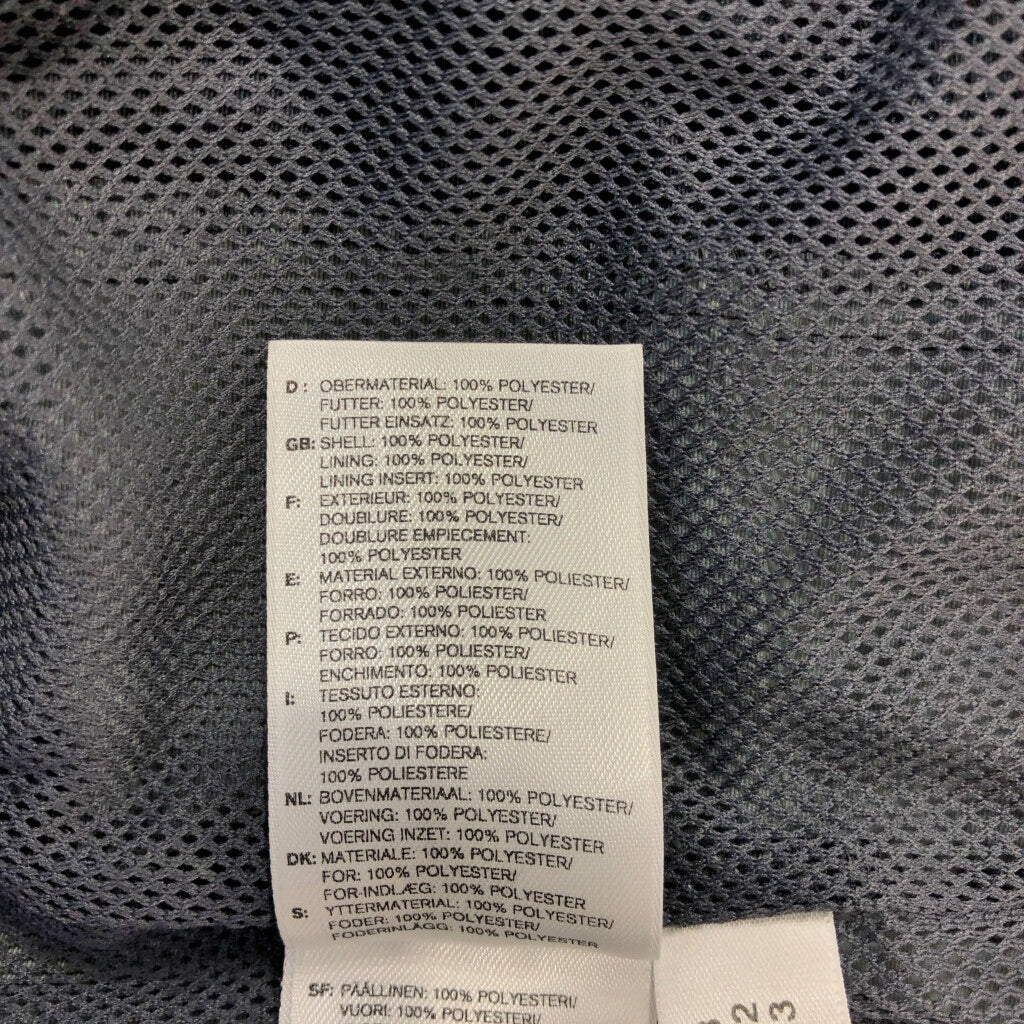 D: OBERMATERIAL: 100% POLYESTER/
FUTTER: 100% POLYESTER/
FUTTER EINSATZ: 100% POLYESTER
GB: SHELL: 100% POLYESTER/
LINING: 100% POLYESTER/
LINING INSERT: 100% POLYESTER
F: EXTERIEUR: 100% POLYESTER/
DOUBLURE: 100% POLYESTER/
DOUBLURE EMPIECEMENT:
100% POLYESTER
E: MATERIAL EXTERNO: 100% POLIESTER/
FORRO: 100% POLIESTER/
FORRADO: 100% POLIESTER
P: TECIDO EXTERNO: 100% POLIESTER/
FORRO: 100% POLIESTER/
ENCHIMENTO: 100% POLIESTER
I: TESSUTO ESTERNO:
100% POLIESTERE/
FODERA: 100% POLIESTERE/
INSERTO DI FODERA:
100% POLIESTERE
NL: BOVENMATERIAAL: 100% POLYESTER/
VOERING: 100% POLYESTER/
VOERING INZET: 100% POLYESTER
DK: MATERIALE: 100% POLYESTER/
FOR: 100% POLYESTER/
FOR-INDLÆG: 100% POLYESTER
S: YTTERMATERIAL: 100% POLYESTER/
FODER: 100% POLYESTER/
FODERINLÄGG: 100% POLYESTER
SF: PÄÄLLINEN: 100% POLYESTERI/
VUORI: 100% POLYESTERI/
2
3